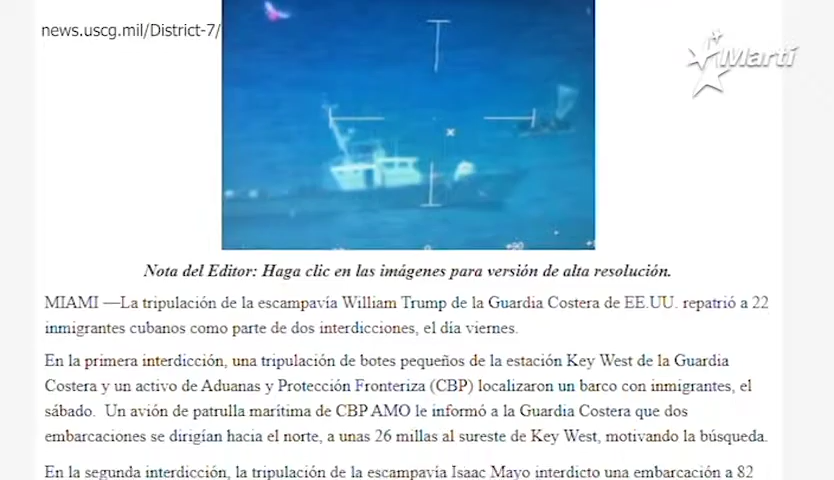 news.uscg.mil/District-7/
Martí
Nota del Editor: Haga clic en las imágenes para versión de alta resolución.
MIAMI —La tripulación de la escampavía William Trump de la Guardia Costera de EE.UU. repatrió a 22
inmigrantes cubanos como parte de dos interdicciones, el día viernes.
En la primera interdicción, una tripulación de botes pequeños de la estación Key West de la Guardia
Costera y un activo de Aduanas y Protección Fronteriza (CBP) localizaron un barco con inmigrantes, el
sábado. Un avión de patrulla marítima de CBP AMO le informó a la Guardia Costera que dos
embarcaciones se dirigían hacia el norte, a unas 26 millas al sureste de Key West, motivando la búsqueda.
En la segunda interdicción, la tripulación de la escampavía Isaac Mayo interdicto una embarcación a 82